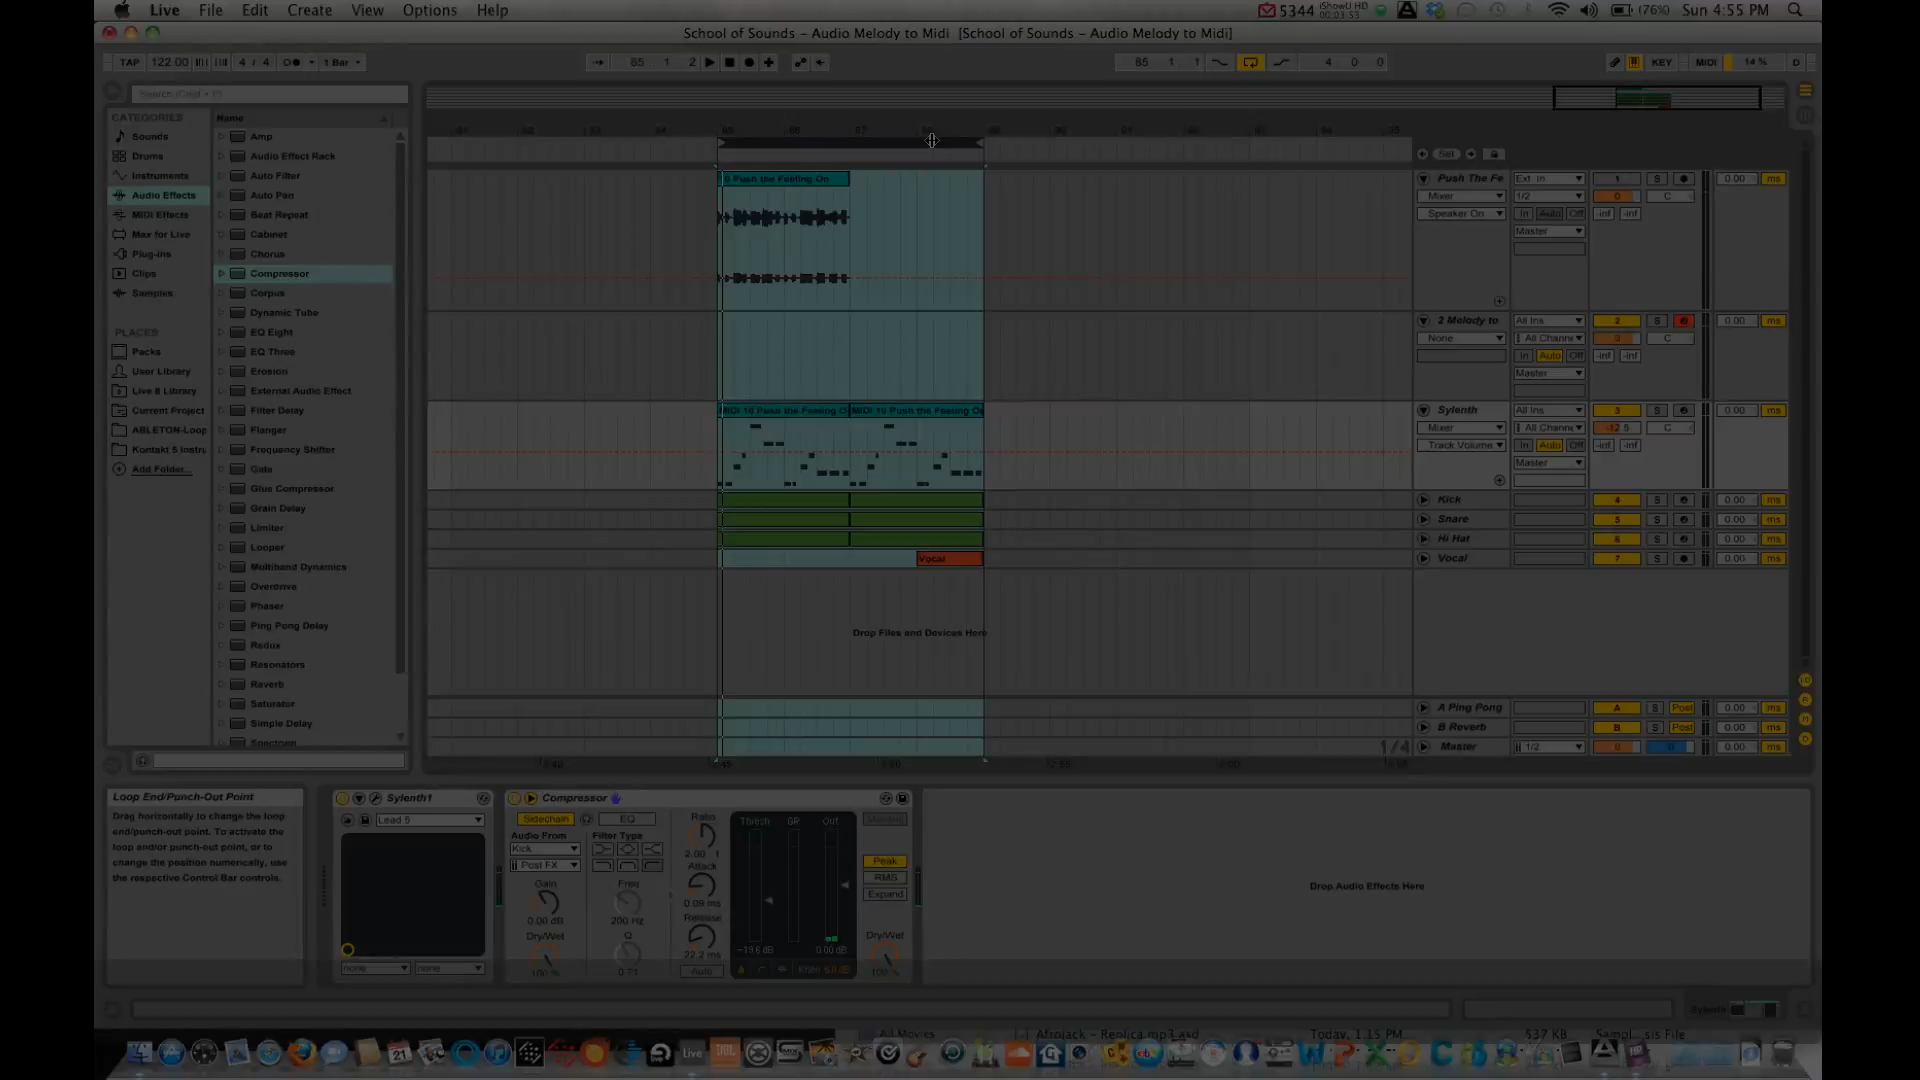 Live File Edit Create View Options Help
5344 iShowU HD 00:03:53 (76%) Sun 4:55 PM
School of Sounds – Audio Melody to Midi [School of Sounds – Audio Melody to Midi]
TAP 122.00 4 / 4 1 Bar 85 1 2 85 1 1 4 0 0 KEY MIDI 14 % D
CATEGORIES
Sounds
Drums
Instruments
Audio Effects
MIDI Effects
Max for Live
Plug-ins
Clips
Samples
PLACES
Packs
User Library
Live 8 Library
Current Project
ABLETON-Loop
Kontakt 5 Instru
Add Folder...
Name
Amp
Audio Effect Rack
Auto Filter
Auto Pan
Beat Repeat
Cabinet
Chorus
Compressor
Corpus
Dynamic Tube
EQ Eight
EQ Three
Erosion
External Audio Effect
Filter Delay
Flanger
Frequency Shifter
Gate
Glue Compressor
Grain Delay
Limiter
Looper
Multiband Dynamics
Overdrive
Phaser
Ping Pong Delay
Redux
Resonators
Reverb
Saturator
Simple Delay
Spectrum
Set
10 Push the Feeling On
Push The Fe Ext. In 1 S 0.00 ms
Mixer 1/2 0 C
Speaker On In Auto Off -inf -inf
Master
2 Melody to All Ins 2 S 0.00 ms
None All Channe 0 C
In Auto Off -inf -inf
Master
MIDI 10 Push the Feeling O MIDI 10 Push the Feeling On
Sylenth All Ins 3 S 0.00 ms
Mixer All Channe -12.5 C
Track Volume In Auto Off -inf -inf
Master
Kick 4 S 0.00 ms
Snare 5 S 0.00 ms
Hi Hat 6 S 0.00 ms
Vocal Vocal 7 S 0.00 ms
Drop Files and Devices Here
A Ping Pong A S Post 0.00 ms
B Reverb B S Post 0.00 ms
1/4 Master 1/2 0 0 0.00 ms
Loop End/Punch-Out Point
Drag horizontally to change the loop
end/punch-out point. To activate the
loop and/or punch-out point, or to
change the position numerically, use
the respective Control Bar controls.
Sylenth1
Lead 5
none none
Compressor
Sidechain EQ
Audio From Filter Type
Kick
Post FX
Gain Freq
0.00 dB 200 Hz
Dry/Wet Q
100 % 0.71
Ratio
2.00 : 1
Attack
0.09 ms
Release
22.2 ms
Auto
Thresh GR Out
-19.6 dB 0.00 dB
Knee 6.0 dB
Peak
RMS
Expand
Dry/Wet
100 %
Drop Audio Effects Here
Sylenth
All Movies Afrojack – Replica.mp3.asd Today, 1:15 PM 537 KB Sampl...sis File